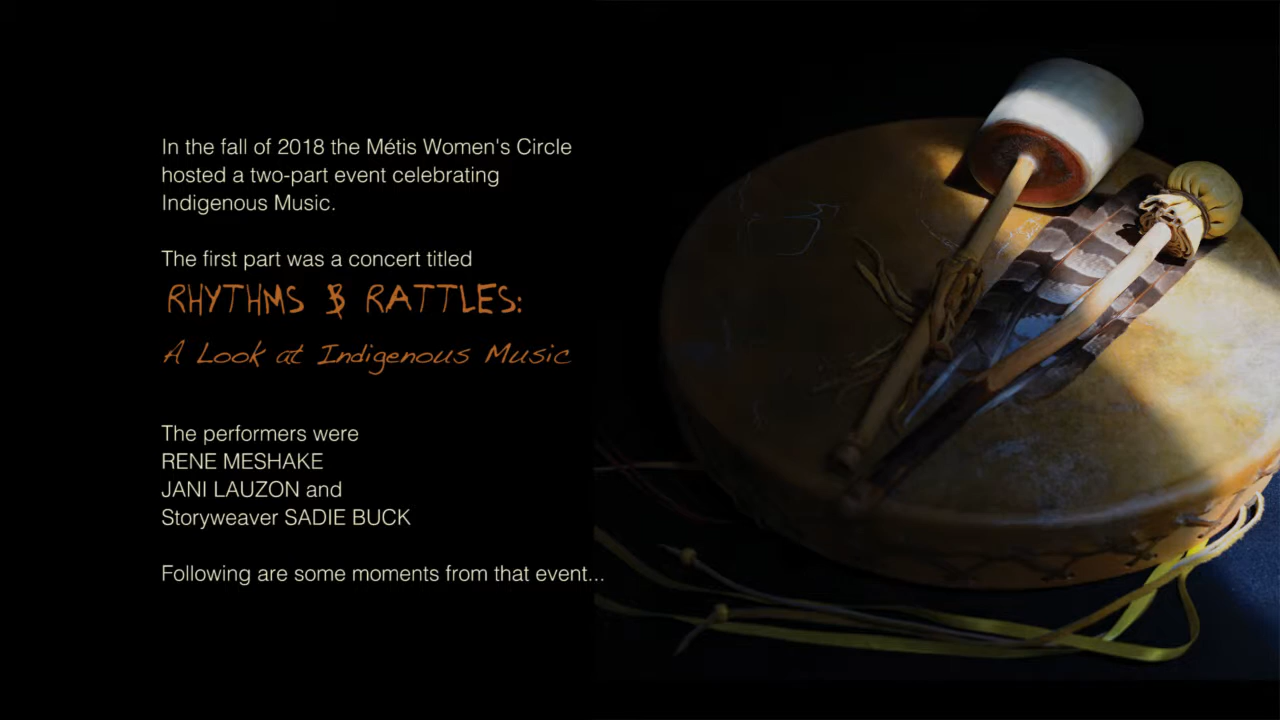 In the fall of 2018 the Métis Women's Circle
hosted a two-part event celebrating
Indigenous Music.
The first part was a concert titled
RHYTHMS & RATTLES:
A Look at Indigenous Music
The performers were
RENE MESHAKE
JANI LAUZON and
Storyweaver SADIE BUCK
Following are some moments from that event...